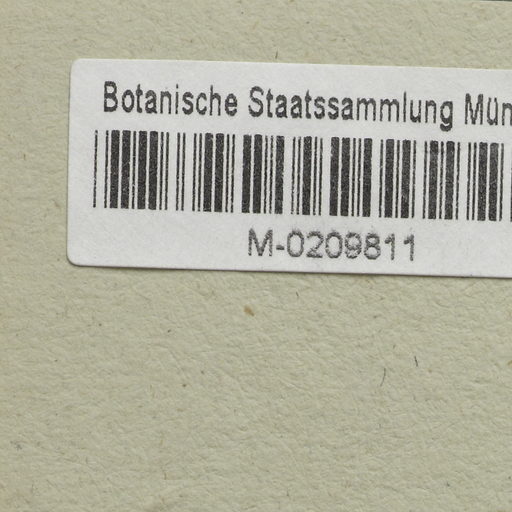 Botanische Staatssammlung Mün
M-0209811